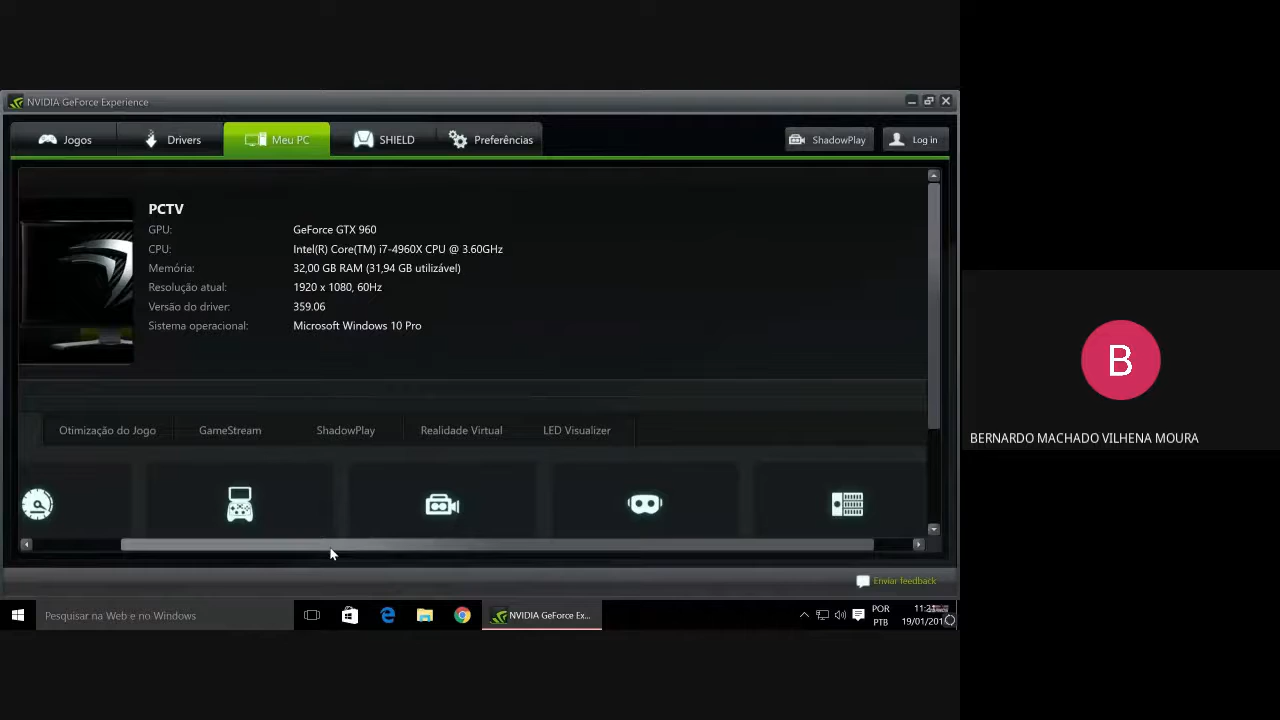 NVIDIA GeForce Experience
Jogos
Drivers
Meu PC
SHIELD
Preferências
ShadowPlay
Log in
PCTV
GPU: GeForce GTX 960
CPU: Intel(R) Core(TM) i7-4960X CPU @ 3.60GHz
Memória: 32,00 GB RAM (31,94 GB utilizável)
Resolução atual: 1920 x 1080, 60Hz
Versão do driver: 359.06
Sistema operacional: Microsoft Windows 10 Pro
Otimização do Jogo
GameStream
ShadowPlay
Realidade Virtual
LED Visualizer
Enviar feedback
Pesquisar na Web e no Windows
NVIDIA GeForce Ex...
POR
PTB
B
BERNARDO MACHADO VILHENA MOURA